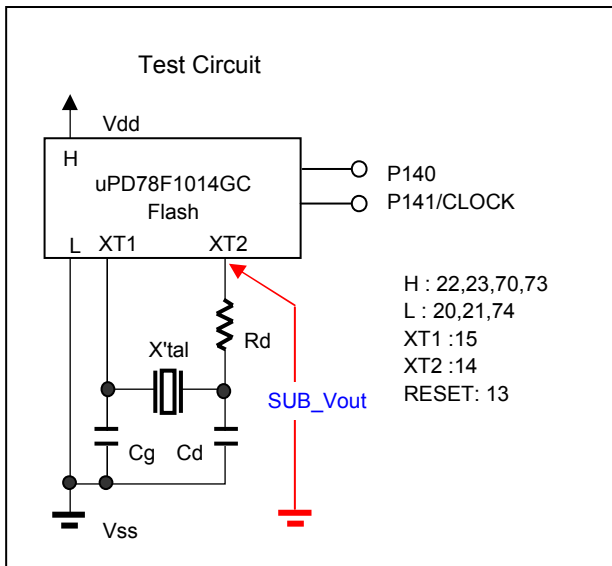 Test Circuit
Vdd
H
uPD78F1014GC
Flash
L XT1 XT2
P140
P141/CLOCK
H : 22,23,70,73
L : 20,21,74
XT1 :15
XT2 :14
RESET: 13
X'tal
Rd
SUB_Vout
Cg Cd
Vss